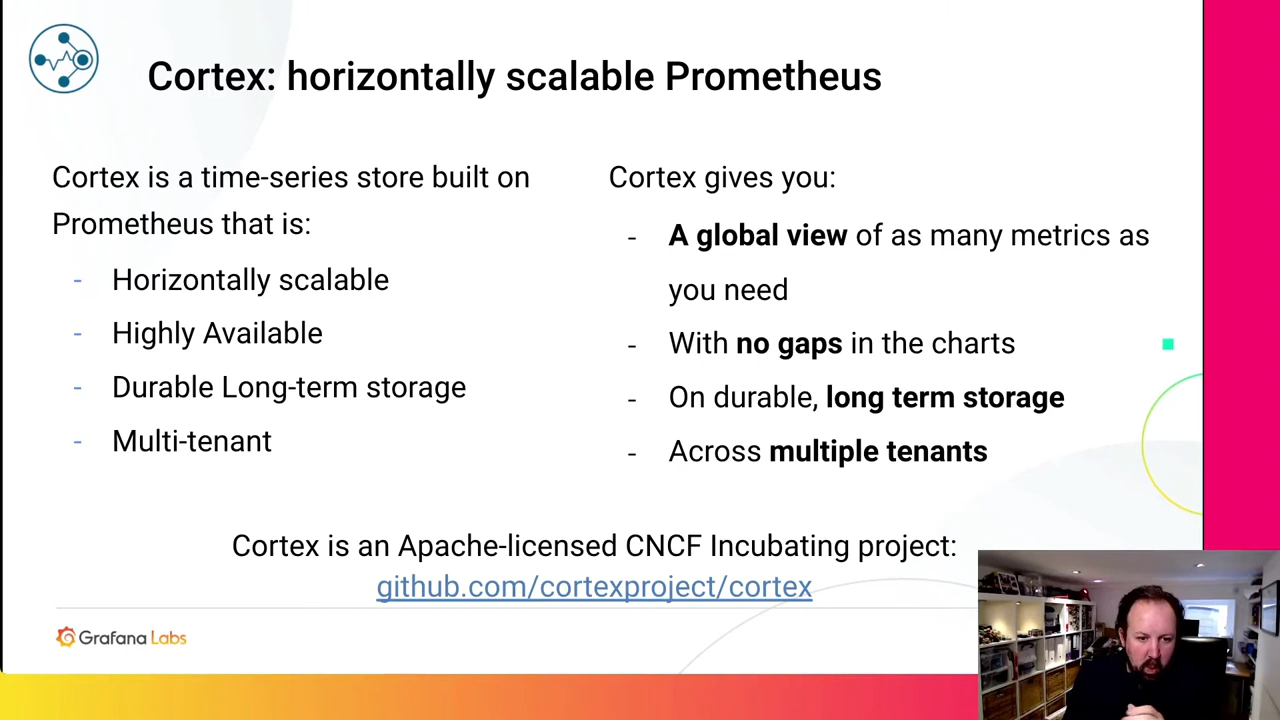 Cortex: horizontally scalable Prometheus
Cortex is a time-series store built on
Prometheus that is:
- Horizontally scalable
- Highly Available
- Durable Long-term storage
- Multi-tenant
Cortex gives you:
- A global view of as many metrics as
you need
- With no gaps in the charts
- On durable, long term storage
- Across multiple tenants
Cortex is an Apache-licensed CNCF Incubating project:
github.com/cortexproject/cortex
Grafana Labs